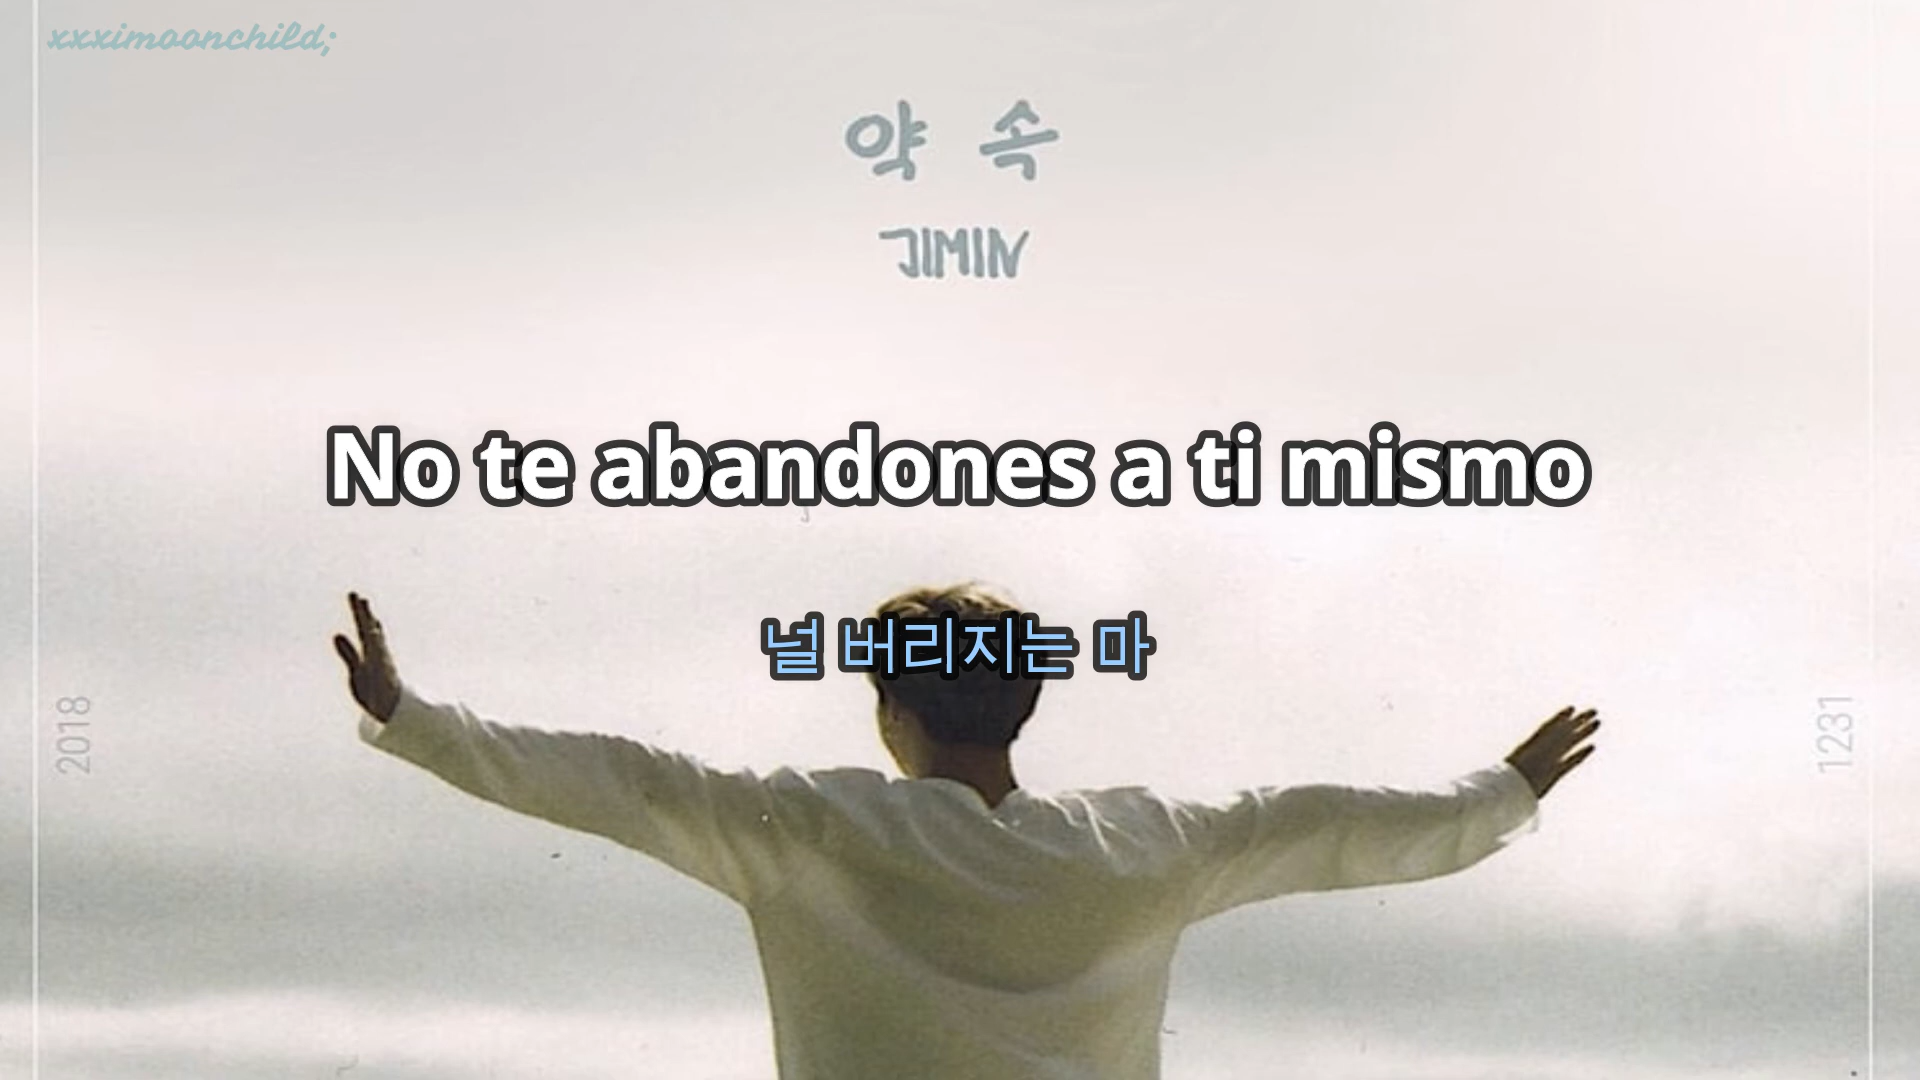 xxximoonchild;
약 속
JIMIN
No te abandones a ti mismo
널 버리지는 마
2018
1231